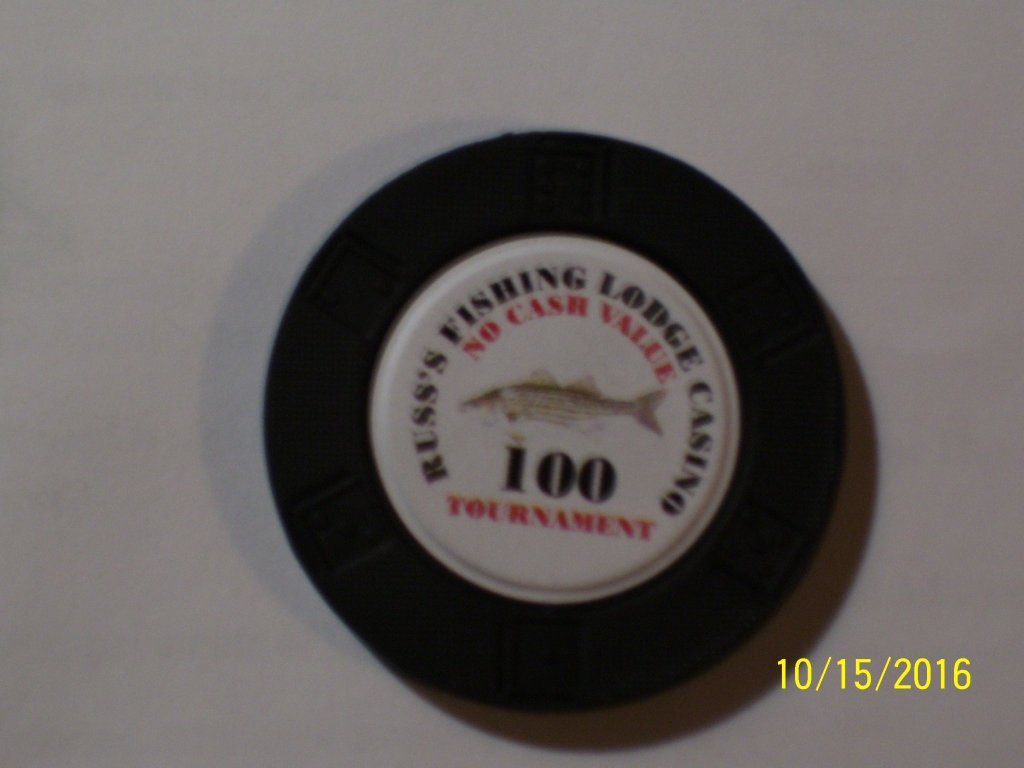 RUSS'S FISHING LODGE CASINO
NO CASH VALUE
100
TOURNAMENT
10/15/2016